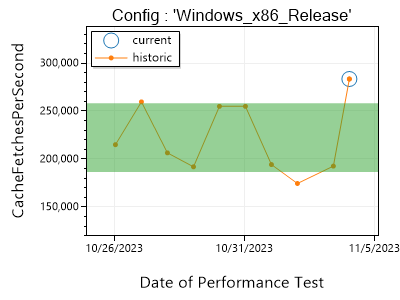 Config : 'Windows_x86_Release'
current
historic
300,000
250,000
200,000
150,000
CacheFetchesPerSecond
10/26/2023
10/31/2023
11/5/2023
Date of Performance Test